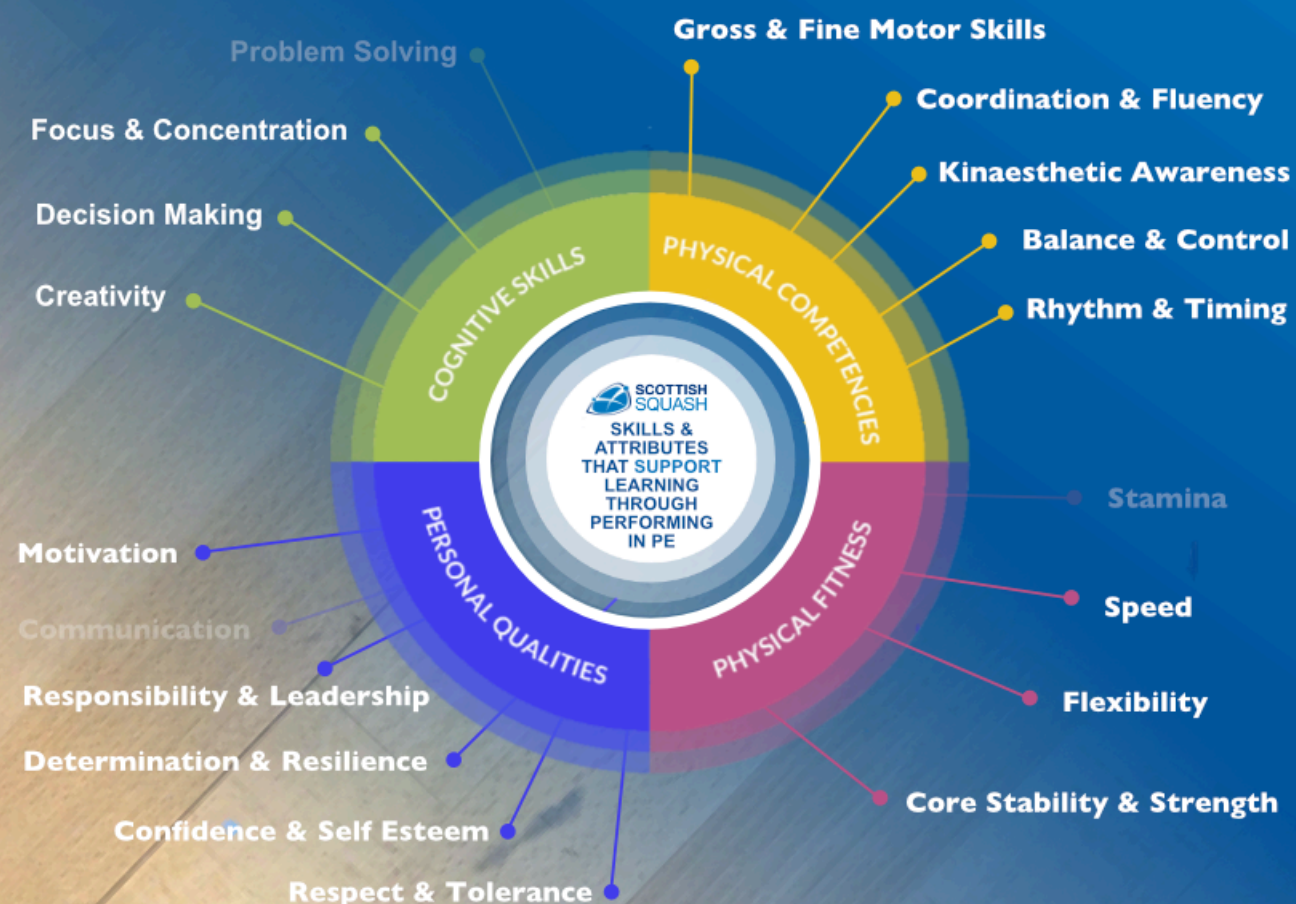 Problem Solving
Focus & Concentration
Decision Making
Creativity
Gross & Fine Motor Skills
Coordination & Fluency
Kinaesthetic Awareness
Balance & Control
Rhythm & Timing
COGNITIVE SKILLS
PHYSICAL COMPETENCIES
SCOTTISH
SQUASH
SKILLS &
ATTRIBUTES
THAT SUPPORT
LEARNING
THROUGH
PERFORMING
IN PE
PERSONAL QUALITIES
PHYSICAL FITNESS
Motivation
Communication
Responsibility & Leadership
Determination & Resilience
Confidence & Self Esteem
Respect & Tolerance
Stamina
Speed
Flexibility
Core Stability & Strength